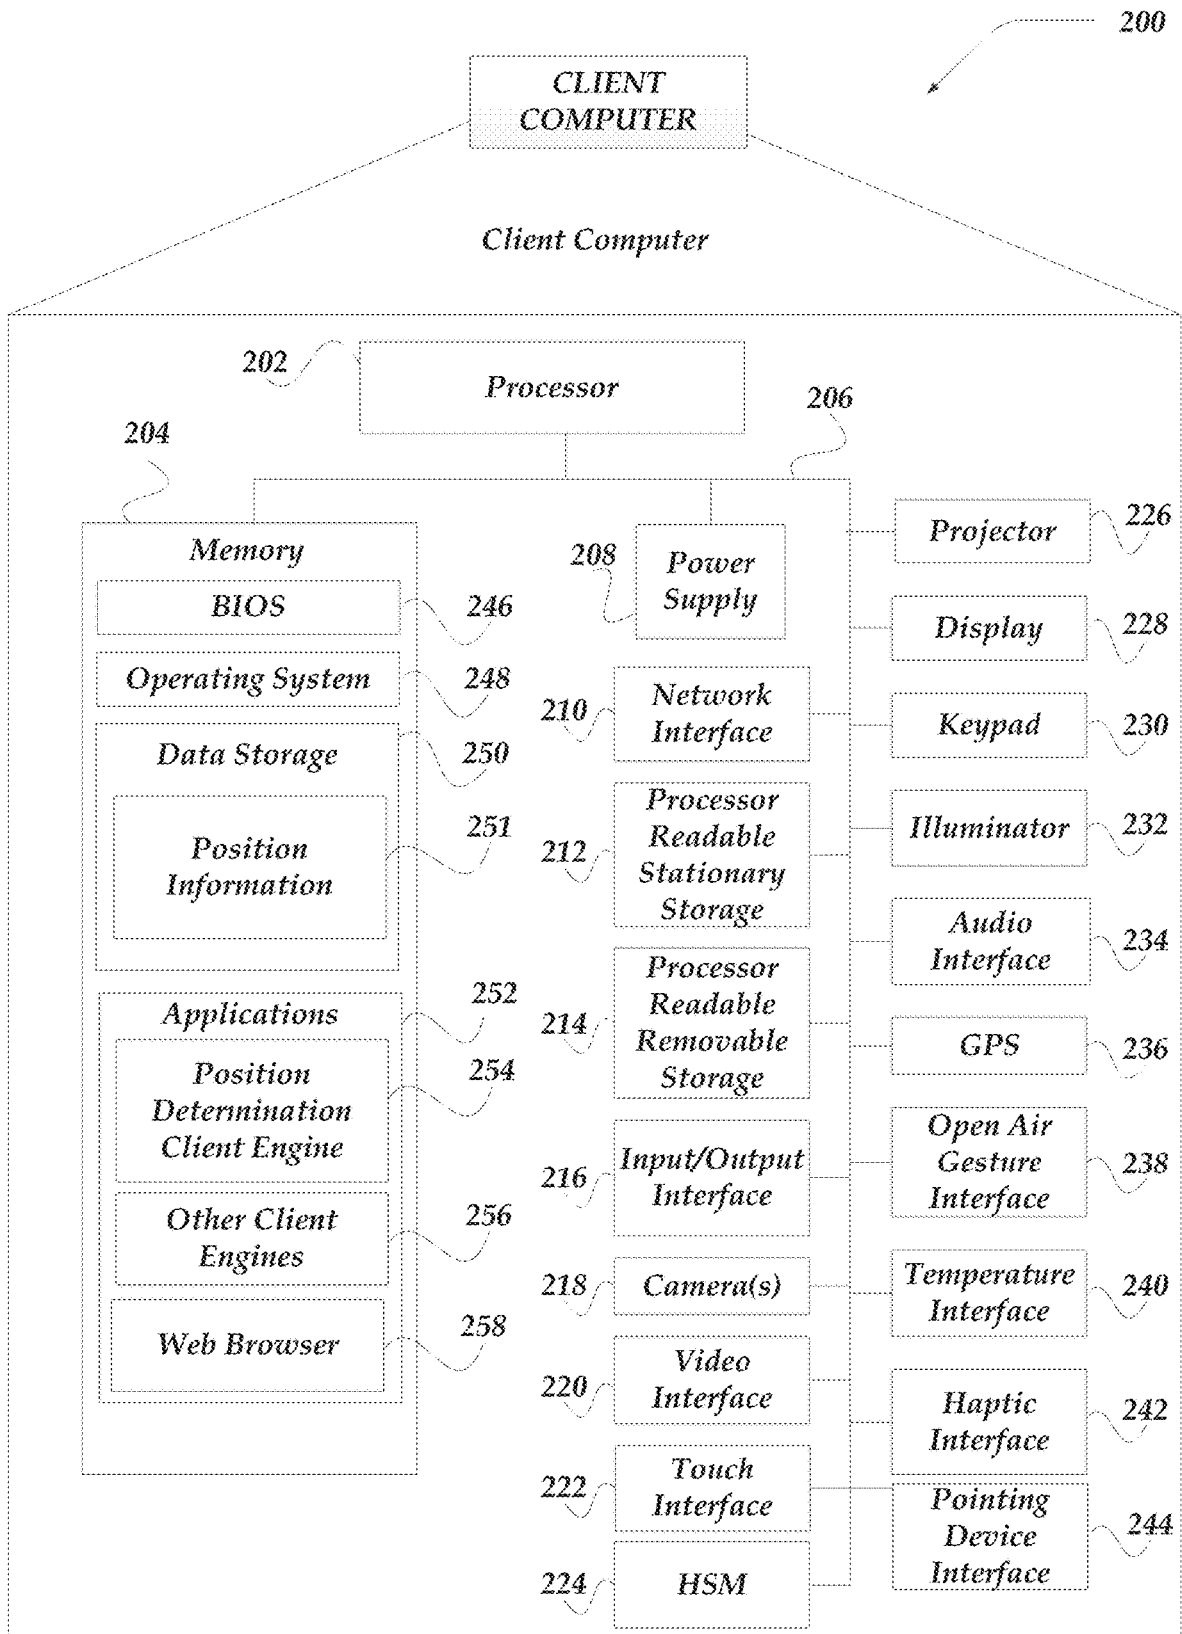 200
CLIENT
COMPUTER
Client Computer
202
Processor
206
204
Memory
BIOS
246
Operating System
248
Data Storage
250
Position
Information
251
Applications
252
Position
Determination
Client Engine
254
Other Client
Engines
256
Web Browser
258
208
Power
Supply
210
Network
Interface
212
Processor
Readable
Stationary
Storage
214
Processor
Readable
Removable
Storage
216
Input/Output
Interface
218
Camera(s)
220
Video
Interface
222
Touch
Interface
224
HSM
Projector
226
Display
228
Keypad
230
Illuminator
232
Audio
Interface
234
GPS
236
Open Air
Gesture
Interface
238
Temperature
Interface
240
Haptic
Interface
242
Pointing
Device
Interface
244